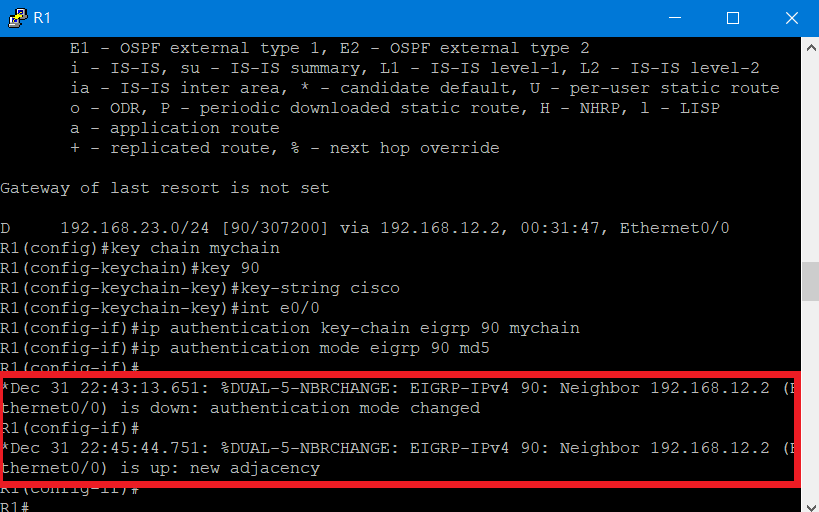 R1
E1 - OSPF external type 1, E2 - OSPF external type 2
i - IS-IS, su - IS-IS summary, L1 - IS-IS level-1, L2 - IS-IS level-2
ia - IS-IS inter area, * - candidate default, U - per-user static route
o - ODR, P - periodic downloaded static route, H - NHRP, l - LISP
a - application route
+ - replicated route, % - next hop override
Gateway of last resort is not set
D     192.168.23.0/24 [90/307200] via 192.168.12.2, 00:31:47, Ethernet0/0
R1(config)#key chain mychain
R1(config-keychain)#key 90
R1(config-keychain-key)#key-string cisco
R1(config-keychain-key)#int e0/0
R1(config-if)#ip authentication key-chain eigrp 90 mychain
R1(config-if)#ip authentication mode eigrp 90 md5
R1(config-if)#
*Dec 31 22:43:13.651: %DUAL-5-NBRCHANGE: EIGRP-IPv4 90: Neighbor 192.168.12.2 (E
thernet0/0) is down: authentication mode changed
R1(config-if)#
*Dec 31 22:45:44.751: %DUAL-5-NBRCHANGE: EIGRP-IPv4 90: Neighbor 192.168.12.2 (E
thernet0/0) is up: new adjacency
R1(config-if)#
R1#